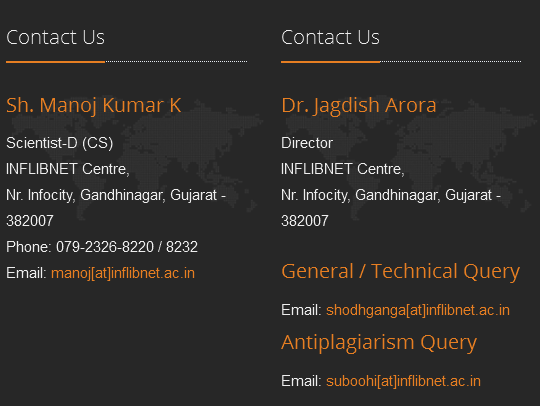 Contact Us
Sh. Manoj Kumar K
Scientist-D (CS)
INFLIBNET Centre,
Nr. Infocity, Gandhinagar, Gujarat -
382007
Phone: 079-2326-8220 / 8232
Email: manoj[at]inflibnet.ac.in
Contact Us
Dr. Jagdish Arora
Director
INFLIBNET Centre,
Nr. Infocity, Gandhinagar, Gujarat -
382007
General / Technical Query
Email: shodhganga[at]inflibnet.ac.in
Antiplagiarism Query
Email: suboohi[at]inflibnet.ac.in